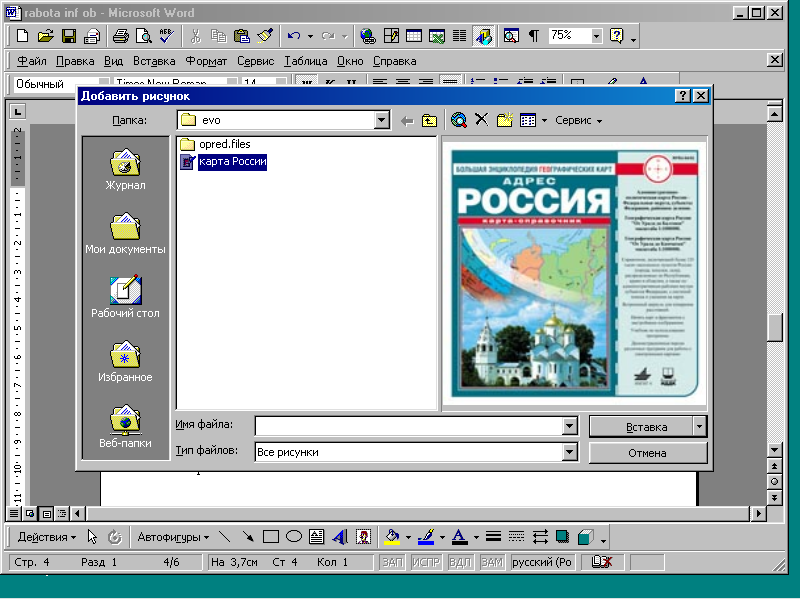 rabota inf ob - Microsoft Word
75%
Файл Правка Вид Вставка Формат Сервис Таблица Окно Справка
Обычный Times New Roman 14
Добавить рисунок
Папка: evo Сервис
opred.files
карта России
Журнал
Мои документы
Рабочий стол
Избранное
Веб-папки
БОЛЬШАЯ ЭНЦИКЛОПЕДИЯ ГЕОГРАФИЧЕСКИХ КАРТ
АДРЕС
РОССИЯ
карта-справочник
Имя файла: Вставка
Тип файлов: Все рисунки Отмена
Действия Автофигуры
Стр. 4 Разд 1 4/6 На 3,7см Ст 4 Кол 1 ЗАП ИСПР ВДЛ ЗАМ русский (Ро